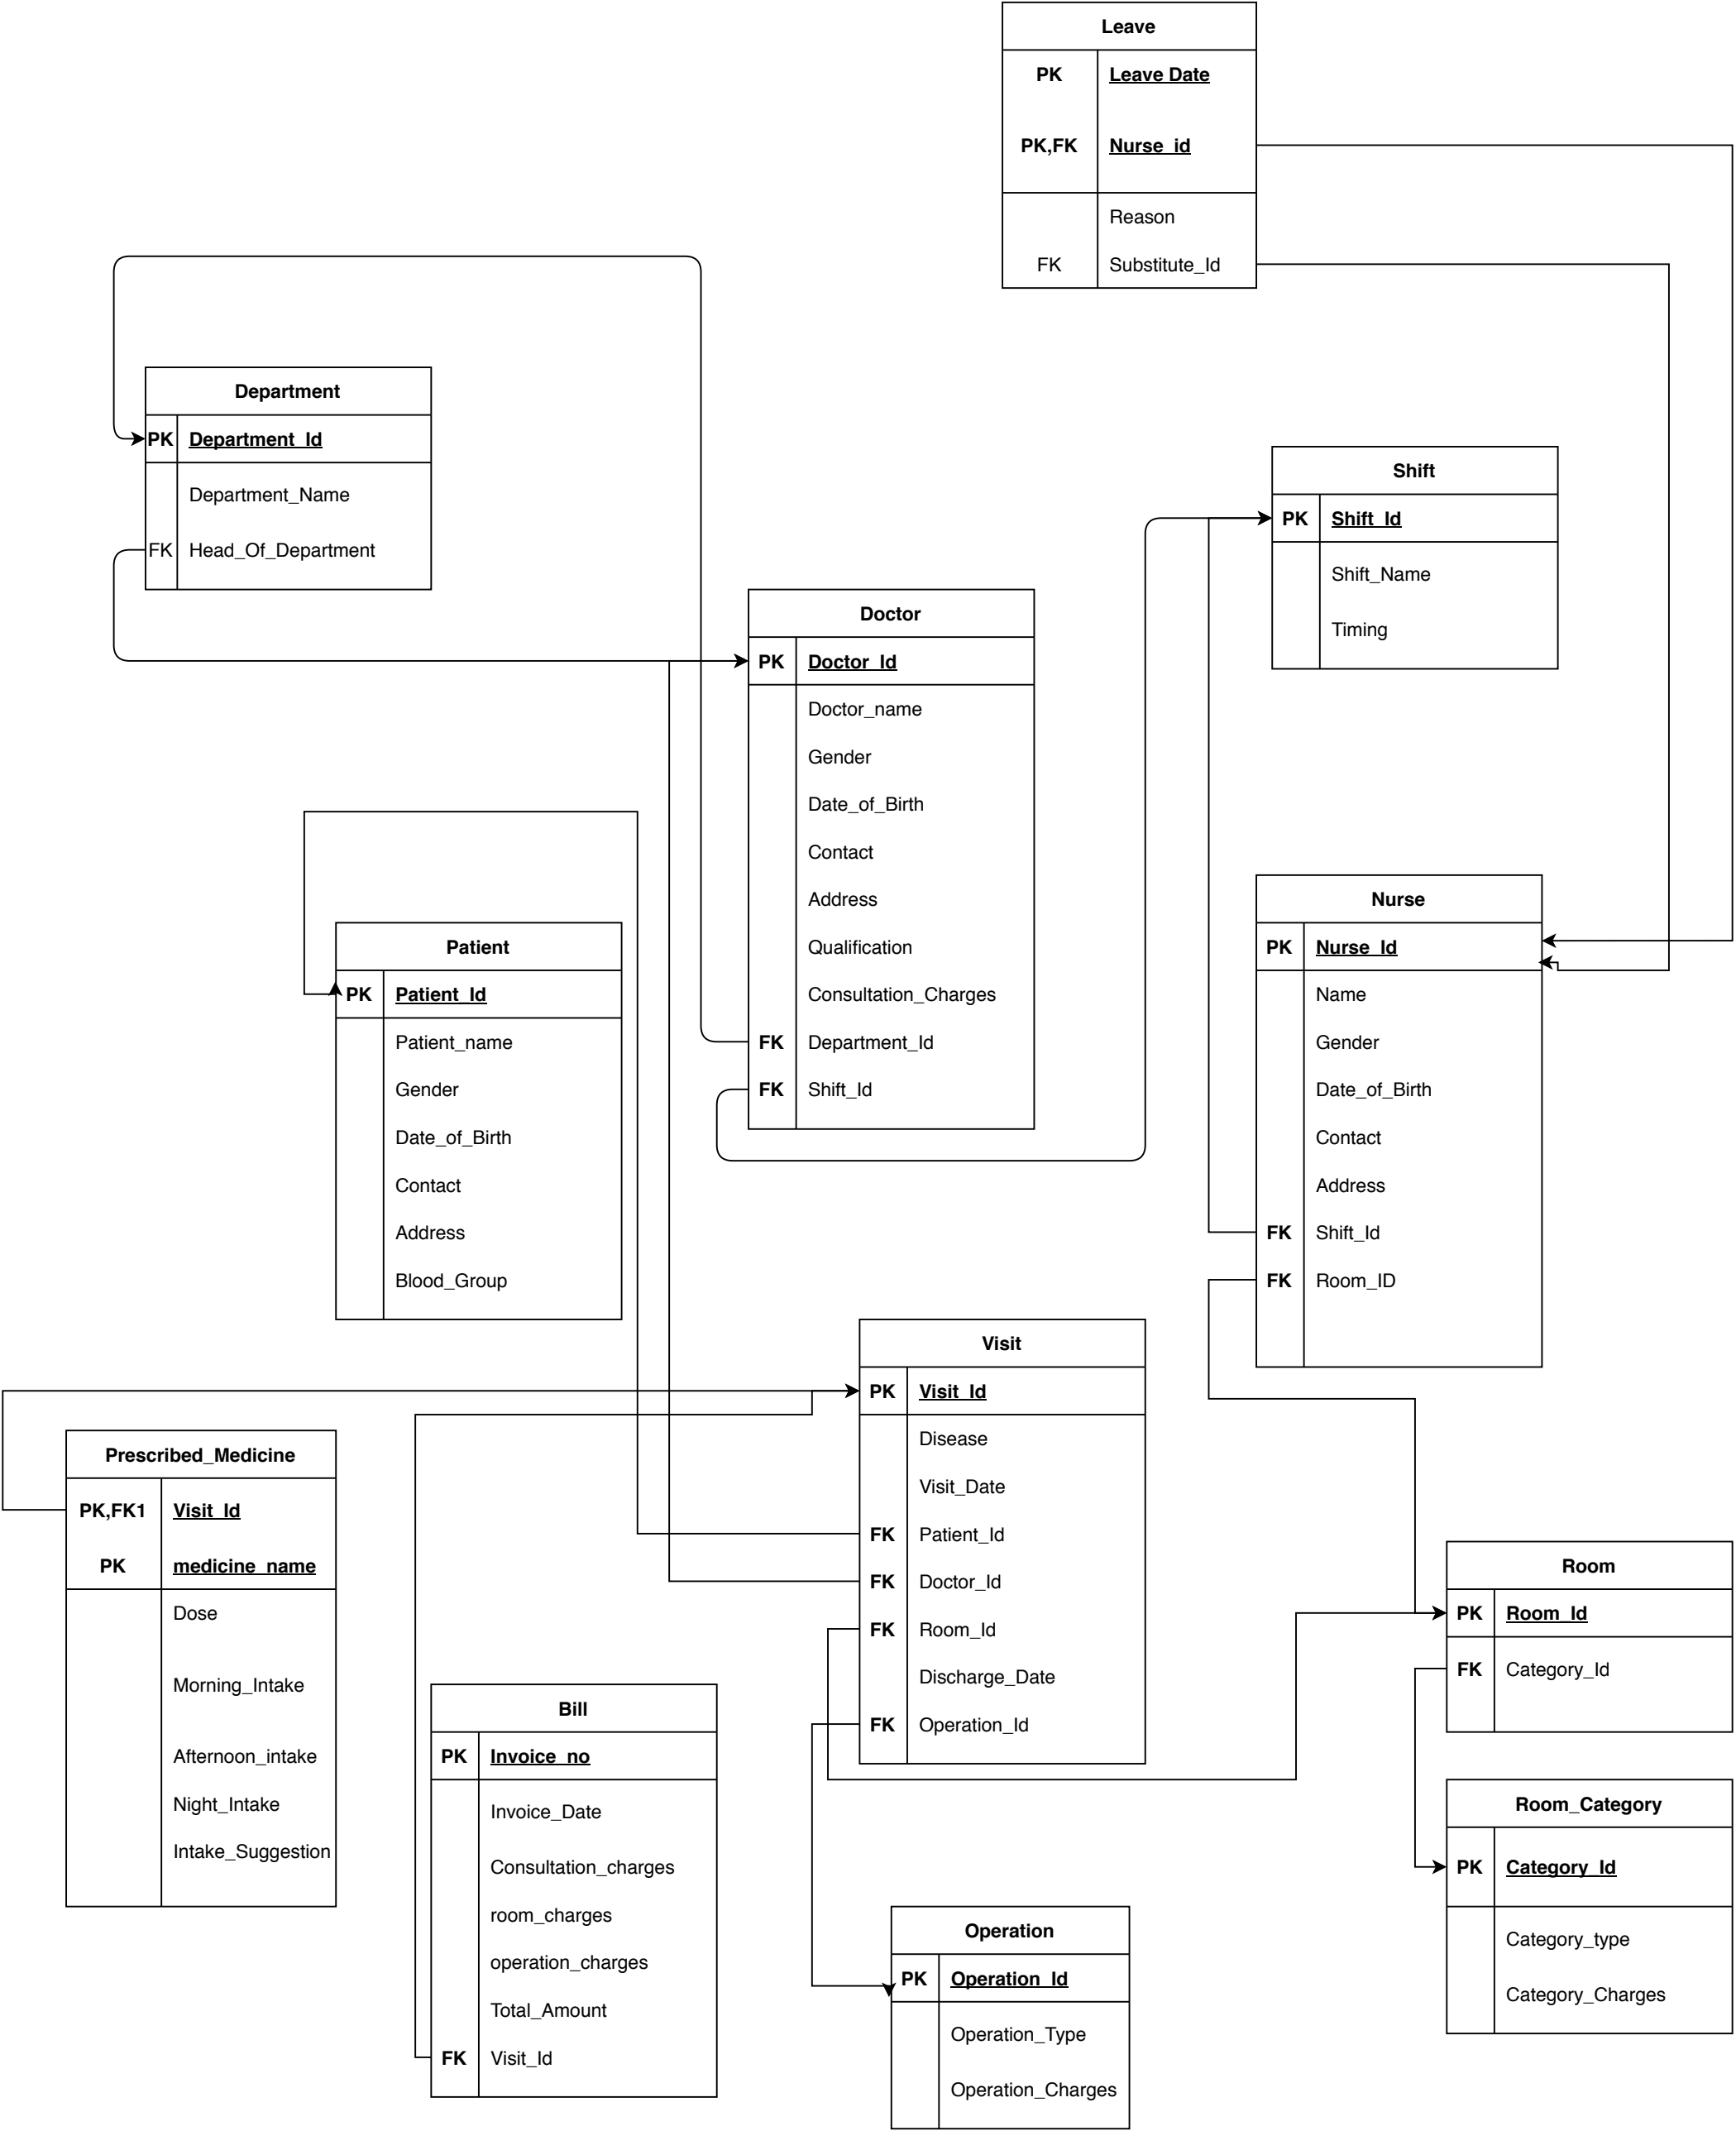 Leave
PK Leave Date
PK,FK Nurse_id
Reason
FK Substitute_Id
Department
PK Department_Id
Department_Name
FK Head_Of_Department
Shift
PK Shift_Id
Shift_Name
Timing
Doctor
PK Doctor_Id
Doctor_name
Gender
Date_of_Birth
Contact
Address
Qualification
Consultation_Charges
FK Department_Id
FK Shift_Id
Nurse
PK Nurse_Id
Name
Gender
Date_of_Birth
Contact
Address
FK Shift_Id
FK Room_ID
Patient
PK Patient_Id
Patient_name
Gender
Date_of_Birth
Contact
Address
Blood_Group
Visit
PK Visit_Id
Disease
Visit_Date
FK Patient_Id
FK Doctor_Id
FK Room_Id
Discharge_Date
FK Operation_Id
Prescribed_Medicine
PK,FK1 Visit_Id
PK medicine_name
Dose
Morning_Intake
Afternoon_intake
Night_Intake
Intake_Suggestion
Room
PK Room_Id
FK Category_Id
Bill
PK Invoice_no
Invoice_Date
Consultation_charges
room_charges
operation_charges
Total_Amount
FK Visit_Id
Room_Category
PK Category_Id
Category_type
Category_Charges
Operation
PK Operation_Id
Operation_Type
Operation_Charges